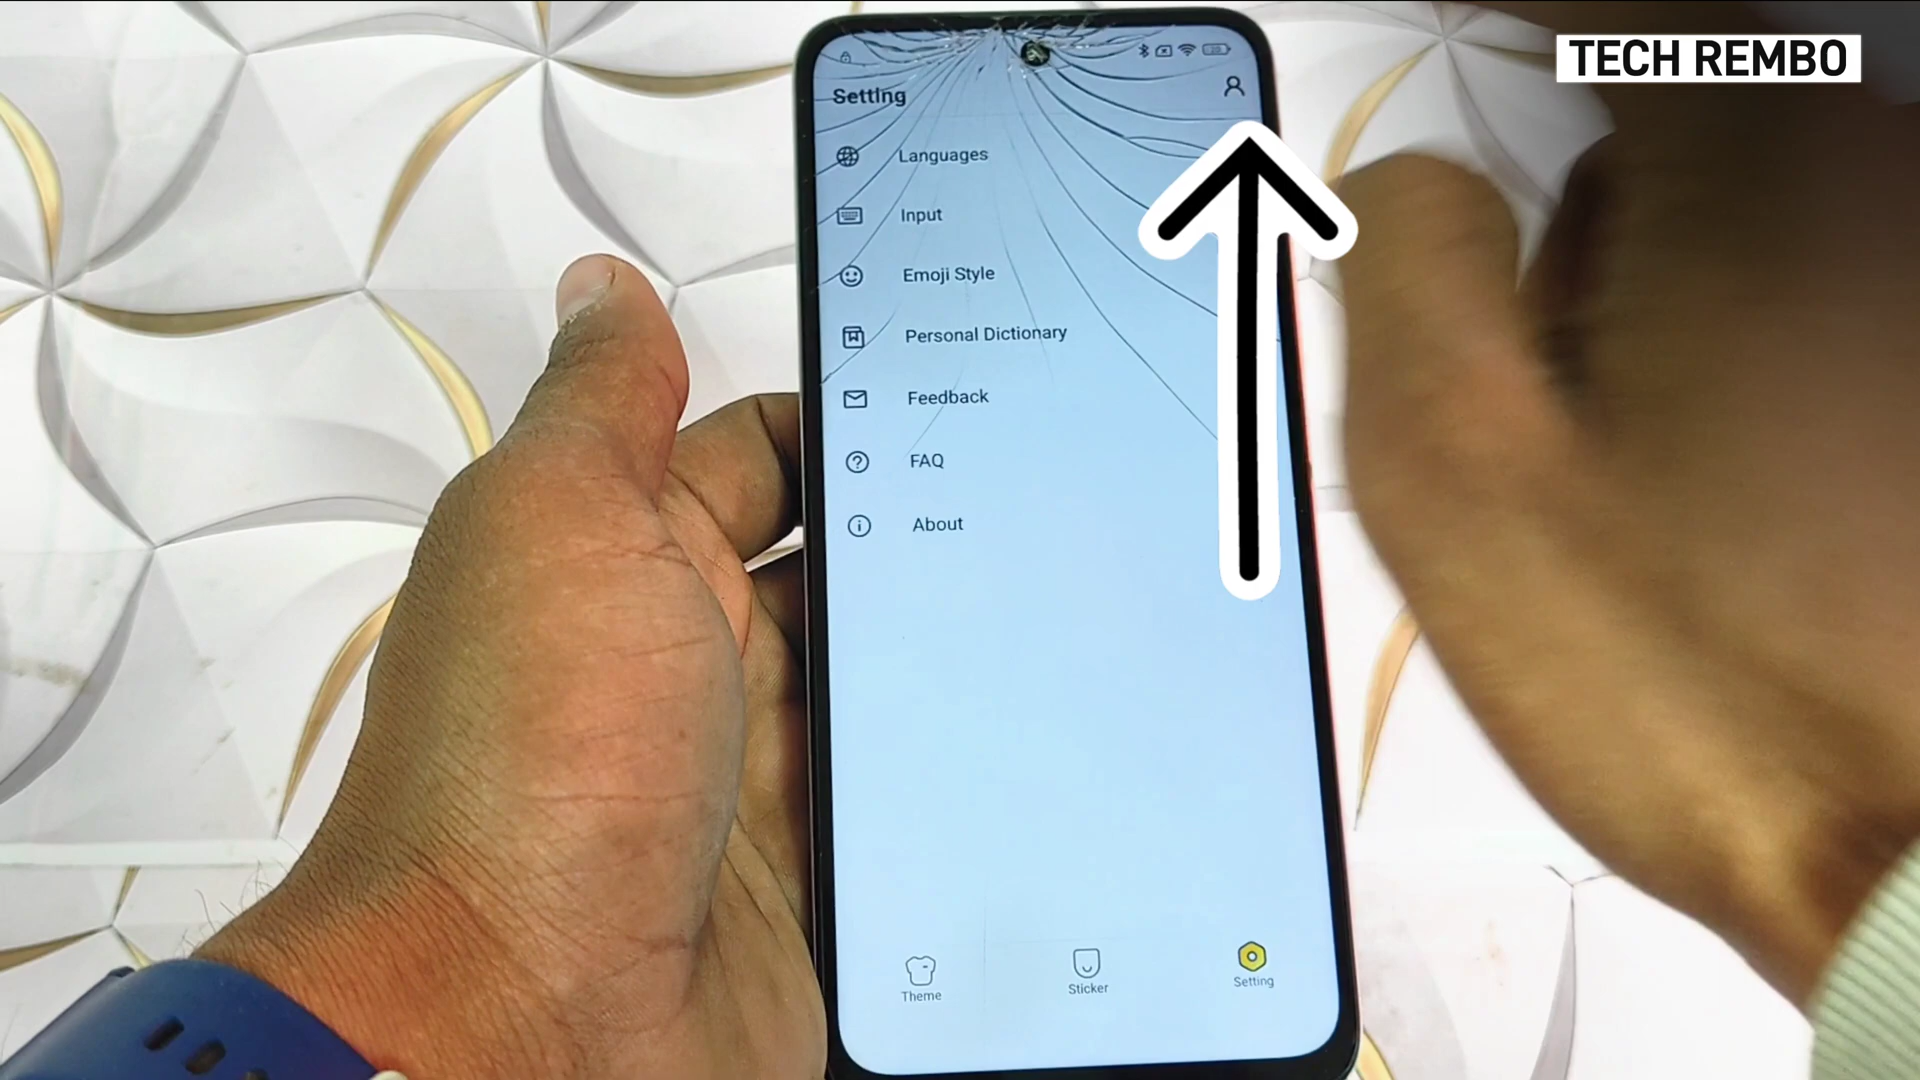 TECH REMBO
Setting
Languages
Input
Emoji Style
Personal Dictionary
Feedback
FAQ
About
Theme
Sticker
Setting